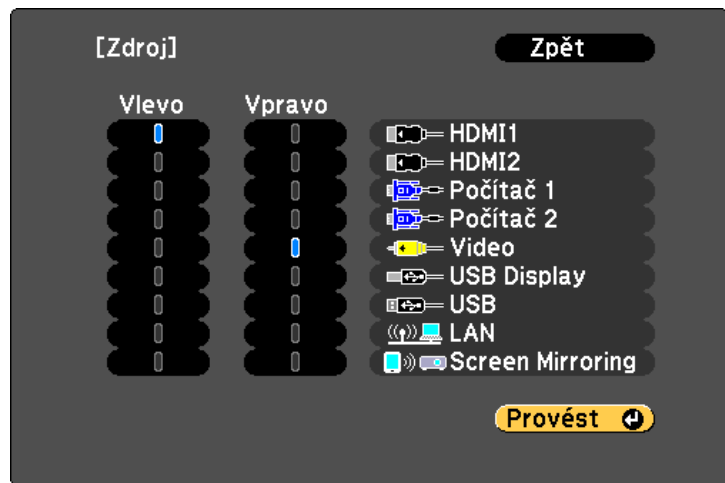 [Zdroj] Zpět
Vlevo Vpravo
HDMI1
HDMI2
Počítač 1
Počítač 2
Video
USB Display
USB
LAN
Screen Mirroring
Provést